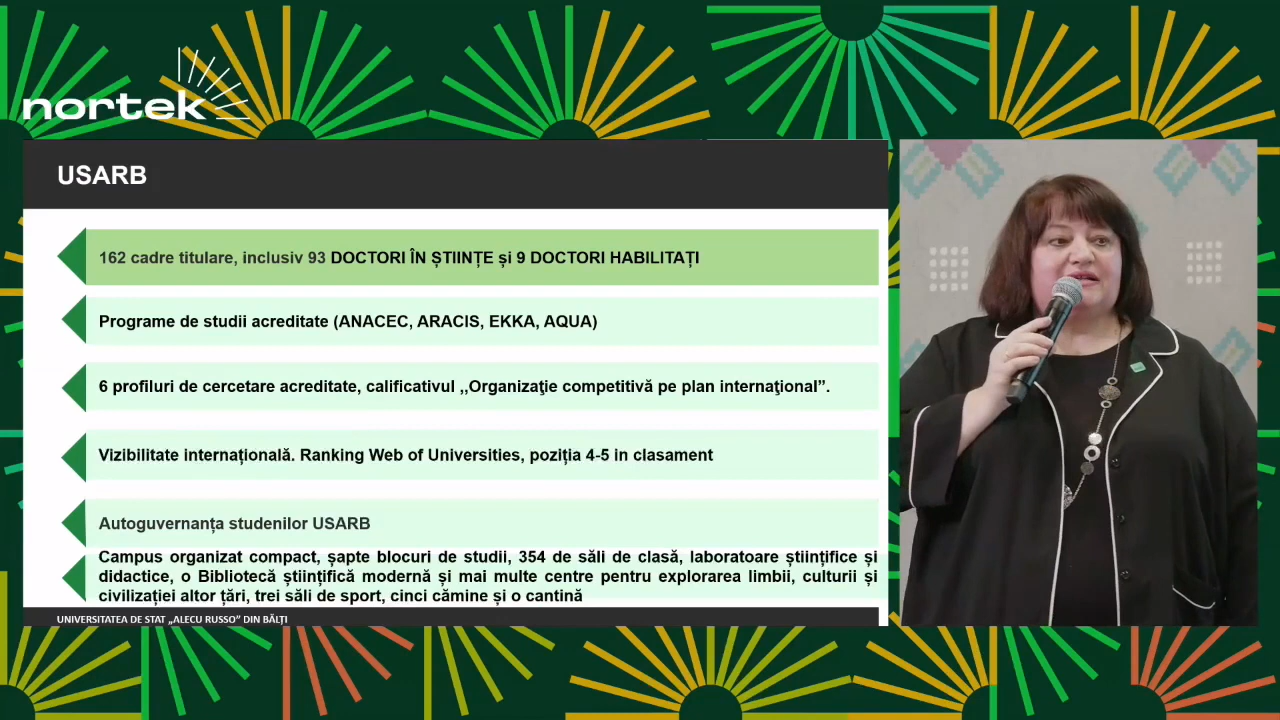 nortek
USARB
162 cadre titulare, inclusiv 93 DOCTORI ÎN ȘTIINȚE și 9 DOCTORI HABILITAȚI
Programe de studii acreditate (ANACEC, ARACIS, EKKA, AQUA)
6 profiluri de cercetare acreditate, calificativul ,,Organizaţie competitivă pe plan internaţional”.
Vizibilitate internațională. Ranking Web of Universities, poziția 4-5 in clasament
Autoguvernanța studenilor USARB
Campus organizat compact, șapte blocuri de studii, 354 de săli de clasă, laboratoare științifice și
didactice, o Bibliotecă științifică modernă și mai multe centre pentru explorarea limbii, culturii și
civilizației altor țări, trei săli de sport, cinci cămine și o cantină
UNIVERSITATEA DE STAT „ALECU RUSSO” DIN BĂLȚI